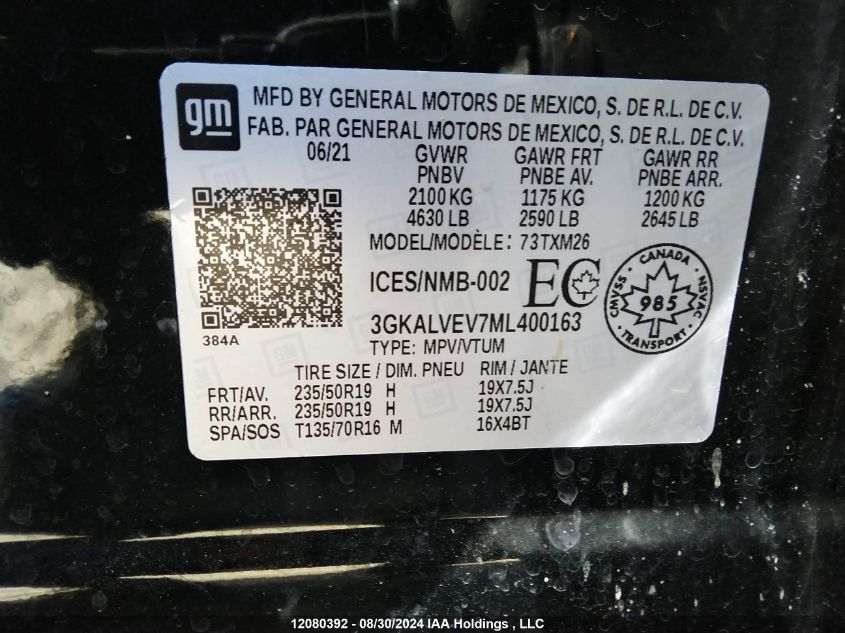 gm
MFD BY GENERAL MOTORS DE MEXICO, S. DE R.L. DE C.V.
FAB. PAR GENERAL MOTORS DE MEXICO, S. DE R.L. DE C.V.
06/21 GVWR GAWR FRT GAWR RR
PNBV PNBE AV. PNBE ARR.
2100 KG 1175 KG 1200 KG
4630 LB 2590 LB 2645 LB
MODEL/MODÈLE: 73TXM26
ICES/NMB-002 EC
CANADA
CMVSS 985 NSVAC
TRANSPORT
3GKALVEV7ML400163
384A
TYPE: MPV/VTUM
TIRE SIZE / DIM. PNEU RIM / JANTE
FRT/AV. 235/50R19 H 19X7.5J
RR/ARR. 235/50R19 H 19X7.5J
SPA/SOS T135/70R16 M 16X4BT
12080392 - 08/30/2024 IAA Holdings , LLC